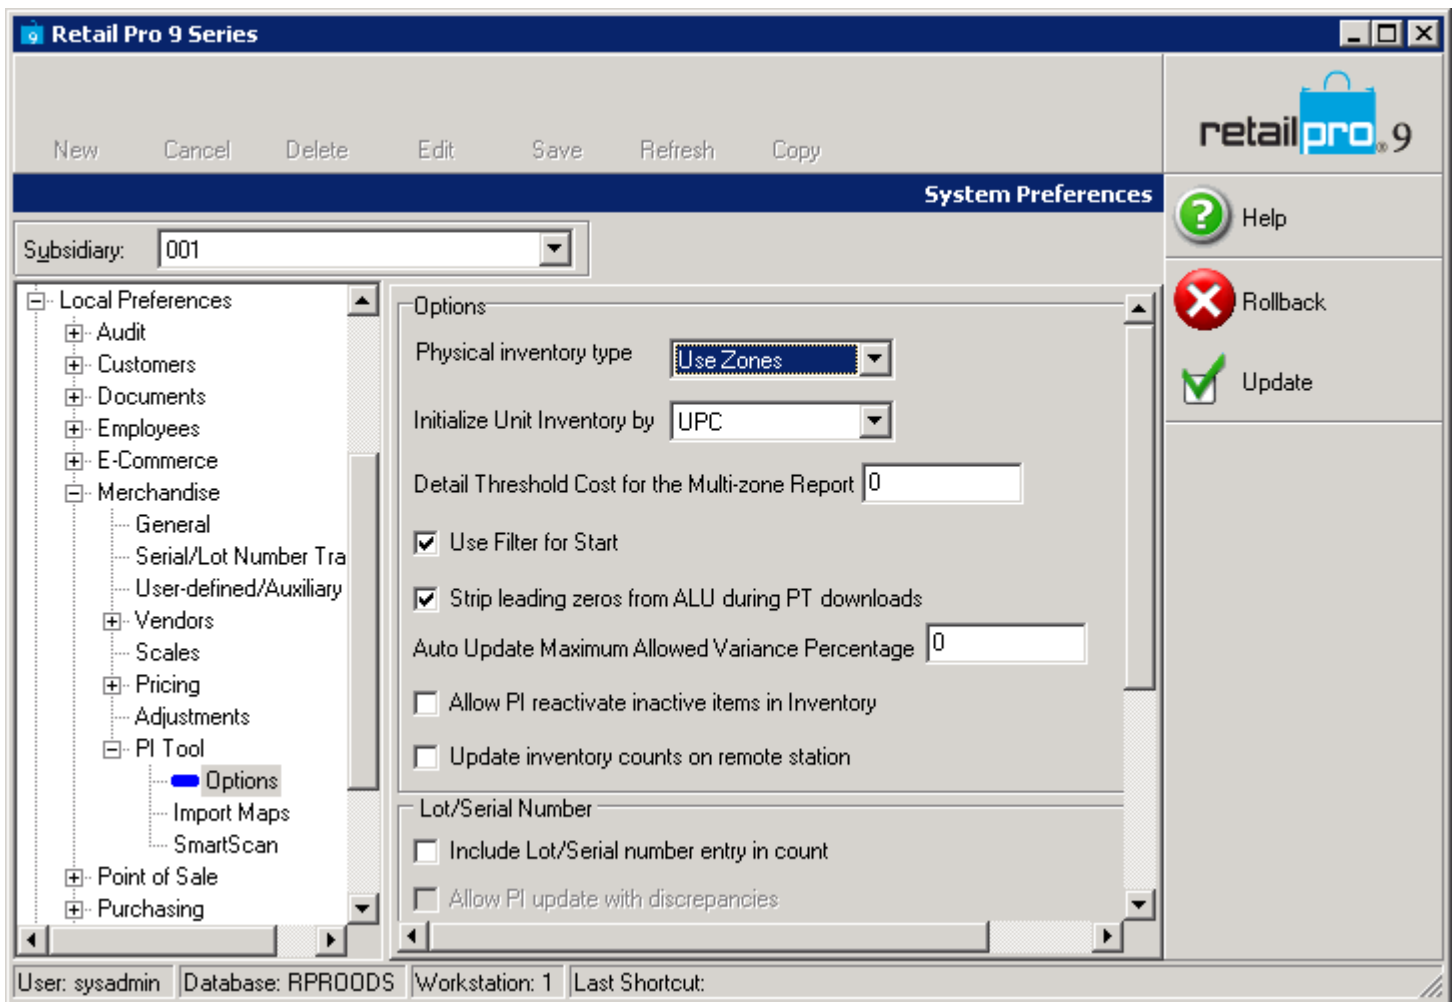 Retail Pro 9 Series
New Cancel Delete Edit Save Refresh Copy
retail pro® 9
System Preferences
Subsidiary: 001
Help
Rollback
Update
Local Preferences
Audit
Customers
Documents
Employees
E-Commerce
Merchandise
General
Serial/Lot Number Tra
User-defined/Auxiliary
Vendors
Scales
Pricing
Adjustments
PI Tool
Options
Import Maps
SmartScan
Point of Sale
Purchasing
Options
Physical inventory type Use Zones
Initialize Unit Inventory by UPC
Detail Threshold Cost for the Multi-zone Report 0
Use Filter for Start
Strip leading zeros from ALU during PT downloads
Auto Update Maximum Allowed Variance Percentage 0
Allow PI reactivate inactive items in Inventory
Update inventory counts on remote station
Lot/Serial Number
Include Lot/Serial number entry in count
Allow PI update with discrepancies
User: sysadmin Database: RPROODS Workstation: 1 Last Shortcut: